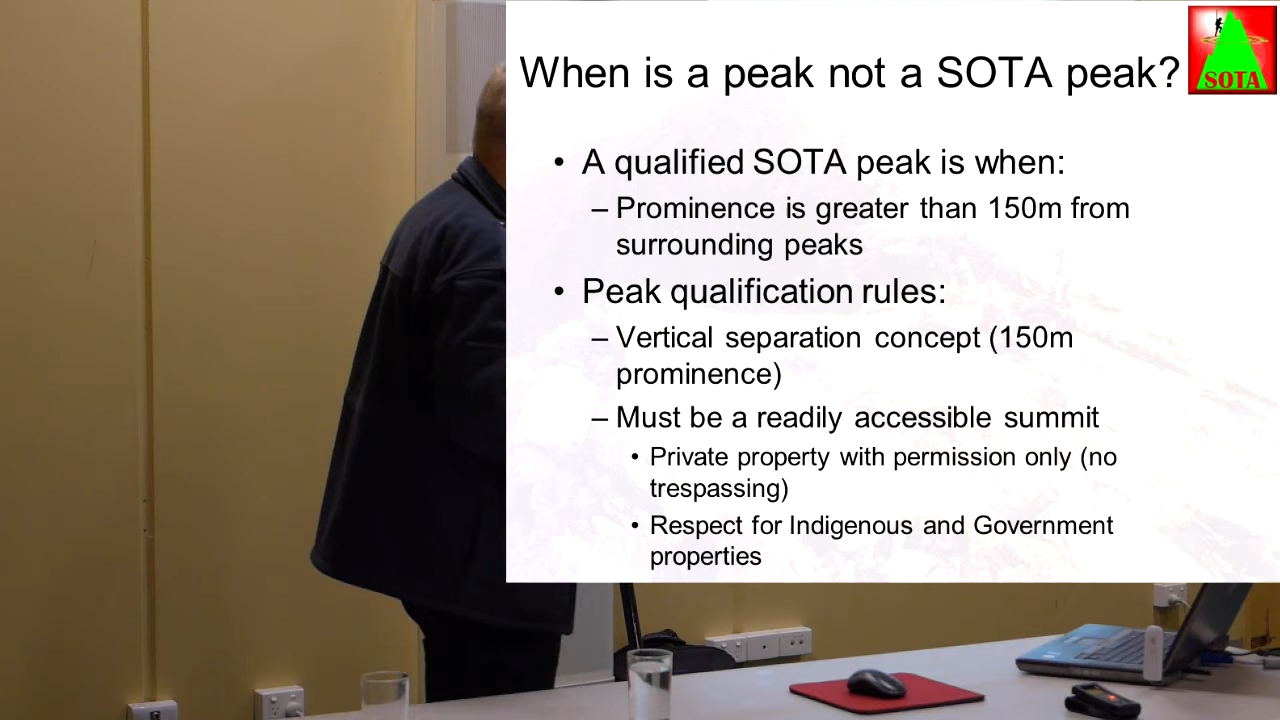 When is a peak not a SOTA peak?
SOTA
• A qualified SOTA peak is when:
– Prominence is greater than 150m from
surrounding peaks
• Peak qualification rules:
– Vertical separation concept (150m
prominence)
– Must be a readily accessible summit
• Private property with permission only (no
trespassing)
• Respect for Indigenous and Government
properties